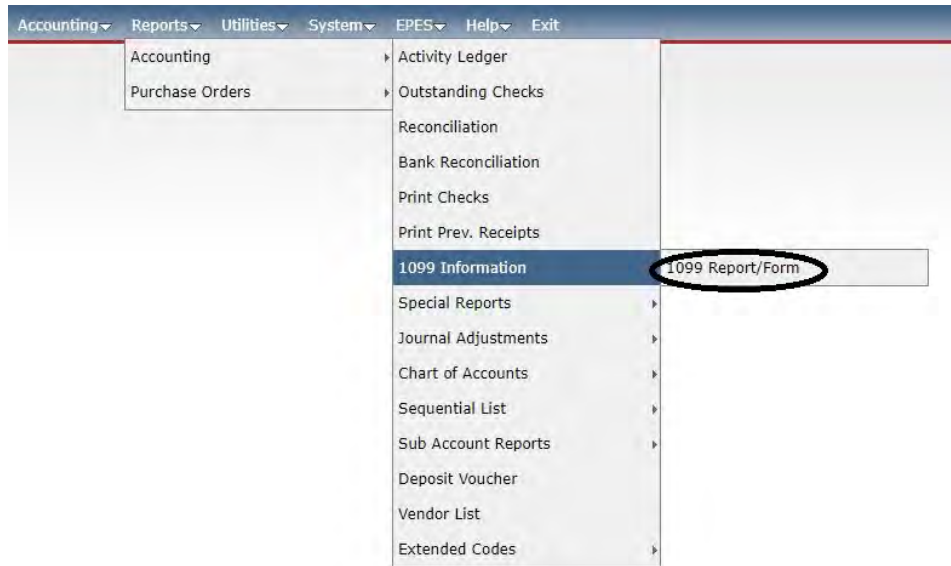 Accounting Reports Utilities System EPES Help Exit
Accounting
Purchase Orders
Activity Ledger
Outstanding Checks
Reconciliation
Bank Reconciliation
Print Checks
Print Prev. Receipts
1099 Information
1099 Report/Form
Special Reports
Journal Adjustments
Chart of Accounts
Sequential List
Sub Account Reports
Deposit Voucher
Vendor List
Extended Codes